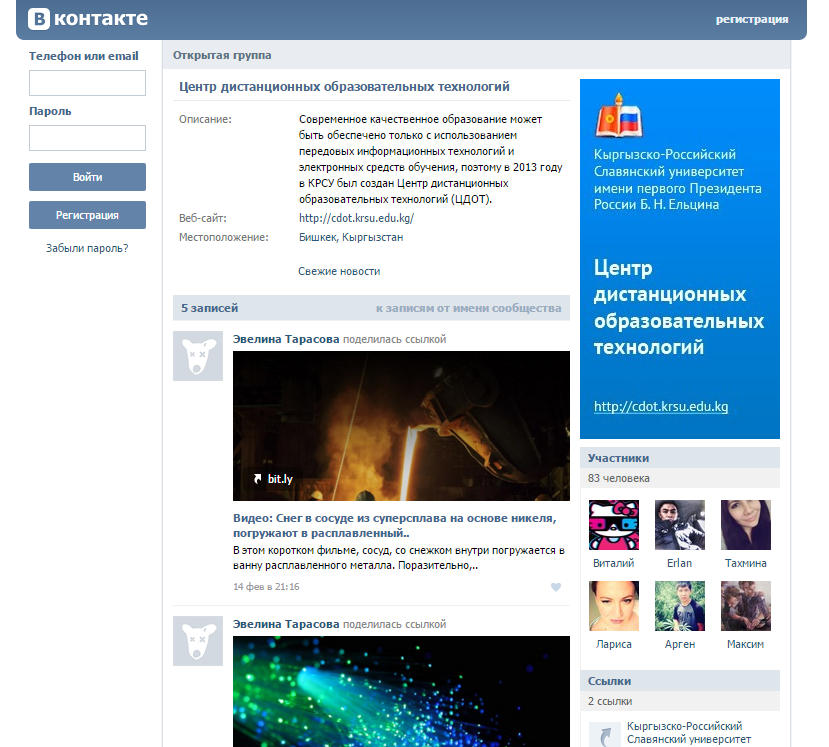 В контакте
регистрация
Телефон или email
Пароль
Войти
Регистрация
Забыли пароль?
Открытая группа
Центр дистанционных образовательных технологий
Описание:
Современное качественное образование может
быть обеспечено только с использованием
передовых информационных технологий и
электронных средств обучения, поэтому в 2013 году
в КРСУ был создан Центр дистанционных
образовательных технологий (ЦДОТ).
Веб-сайт:
http://cdot.krsu.edu.kg/
Местоположение:
Бишкек, Кыргызстан
Свежие новости
5 записей
к записям от имени сообщества
Эвелина Тарасова поделилась ссылкой
bit.ly
Видео: Снег в сосуде из суперсплава на основе никеля,
погружают в расплавленный..
В этом коротком фильме, сосуд, со снежком внутри погружается в
ванну расплавленного металла. Поразительно,..
14 фев в 21:16
Эвелина Тарасова поделилась ссылкой
Кыргызско-Российский
Славянский университет
имени первого Президента
России Б. Н. Ельцина
Центр
дистанционных
образовательных
технологий
http://cdot.krsu.edu.kg
Участники
83 человека
Виталий
Erlan
Тахмина
Лариса
Арген
Максим
Ссылки
2 ссылки
Кыргызско-Российский
Славянский университет